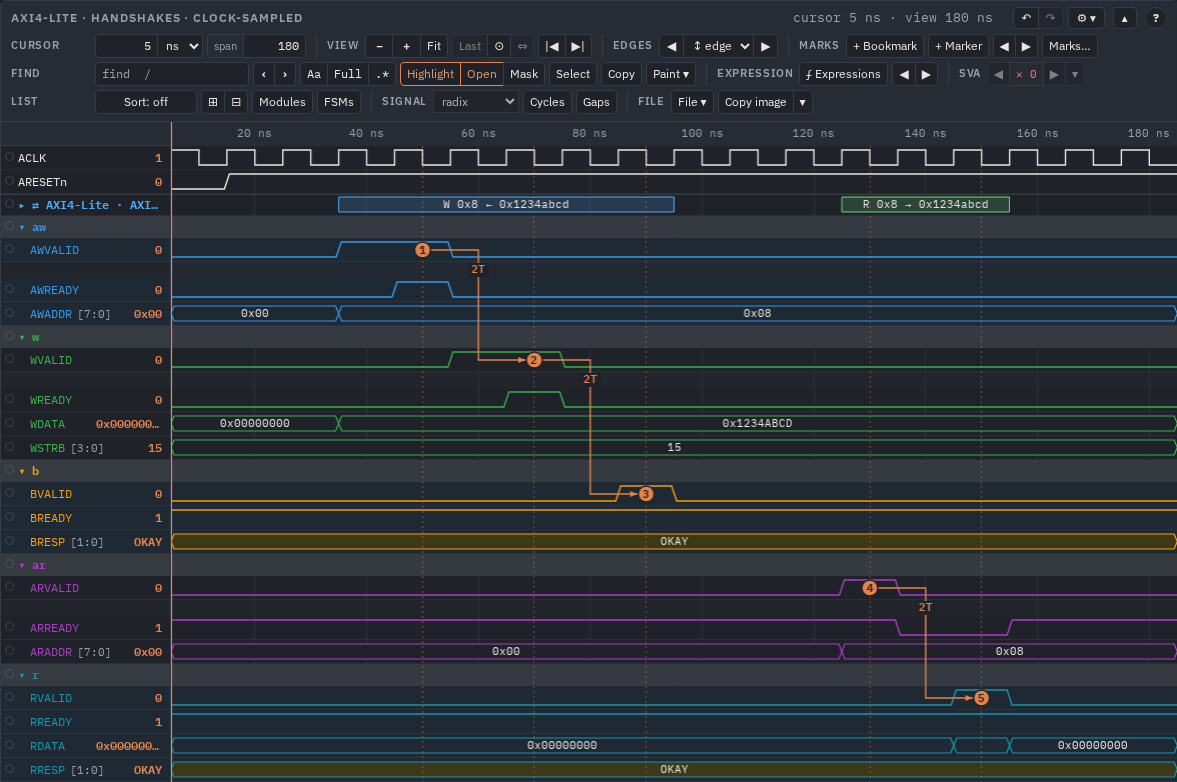 AXI4-LITE · HANDSHAKES · CLOCK-SAMPLED cursor 5 ns · view 180 ns ↶ ↷ ⚙ ▾ ▴ ?
CURSOR 5 ns span 180 VIEW − + Fit Last ⊙ ⇔ |◀ ▶| EDGES ◀ ↕ edge ▶ MARKS + Bookmark + Marker ◀ ▶ Marks…
FIND find / ‹ › Aa Full .* Highlight Open Mask Select Copy Paint ▾ EXPRESSION ƒ Expressions ◀ ▶ SVA ◀ × 0 ▶ ▾
LIST Sort: off ⊞ ⊟ Modules FSMs SIGNAL radix Cycles Gaps FILE File ▾ Copy image ▾
20 ns 40 ns 60 ns 80 ns 100 ns 120 ns 140 ns 160 ns 180 ns
ACLK 1
ARESETn 0
▸ ⇄ AXI4-Lite · AXI… W 0x8 ← 0x1234abcd R 0x8 → 0x1234abcd
▾ aw
AWVALID 0 1
2T
AWREADY 0
AWADDR [7:0] 0x00 0x00 0x08
▾ w
WVALID 0 2
2T
WREADY 0
WDATA 0x000000… 0x00000000 0x1234ABCD
WSTRB [3:0] 15 15
▾ b
BVALID 0 3
BREADY 1
BRESP [1:0] OKAY OKAY
▾ ar
ARVALID 0 4
2T
ARREADY 1
ARADDR [7:0] 0x00 0x00 0x08
▾ r
RVALID 0 5
RREADY 1
RDATA 0x000000… 0x00000000 0x00000000
RRESP [1:0] OKAY OKAY